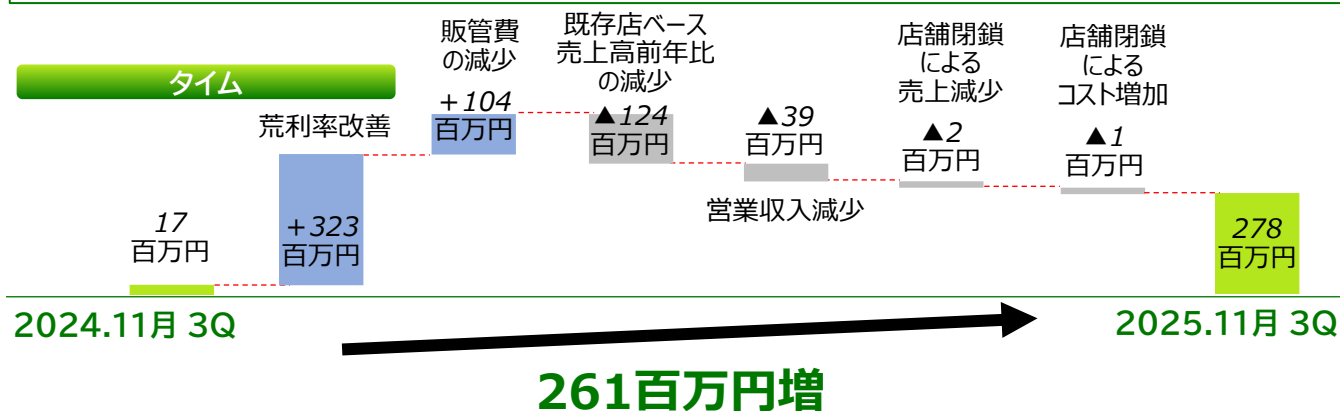 タイム
17
百万円
荒利率改善
+323
百万円
販管費
の減少
+104
百万円
既存店ベース
売上高前年比
の減少
▲124
百万円
▲39
百万円
営業収入減少
店舗閉鎖
による
売上減少
▲2
百万円
店舗閉鎖
による
コスト増加
▲1
百万円
278
百万円
2024.11月 3Q
2025.11月 3Q
261百万円増